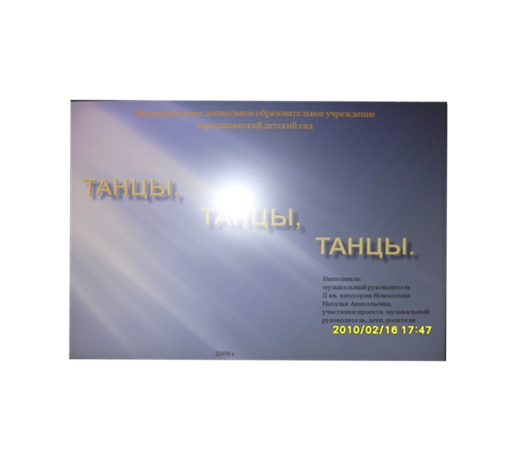 дошкольное образовательное учреждение
детский сад
ТАНЦЫ,
ТАНЦЫ,
ТАНЦЫ.
Выполнила:
музыкальный руководитель
II кв. категории Новоселова
Наталья Анатольевна.
участники проекта: музыкальный
руководитель, дети, родители
2010/02/16 17:47
2009 г.